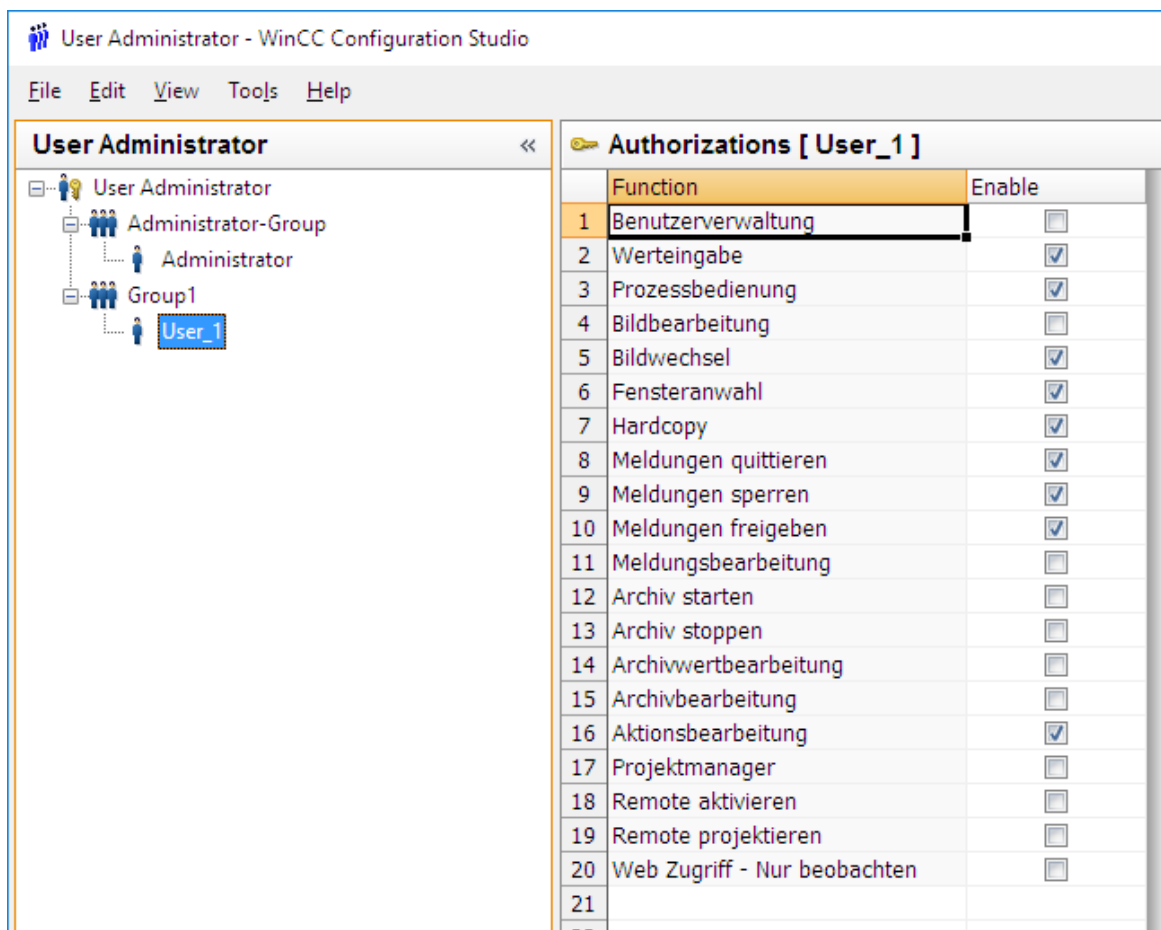 User Administrator - WinCC Configuration Studio
File Edit View Tools Help
User Administrator «
User Administrator
Administrator-Group
Administrator
Group1
User_1
Authorizations [ User_1 ]
Function Enable
1 Benutzerverwaltung
2 Werteingabe
3 Prozessbedienung
4 Bildbearbeitung
5 Bildwechsel
6 Fensteranwahl
7 Hardcopy
8 Meldungen quittieren
9 Meldungen sperren
10 Meldungen freigeben
11 Meldungsbearbeitung
12 Archiv starten
13 Archiv stoppen
14 Archivwertbearbeitung
15 Archivbearbeitung
16 Aktionsbearbeitung
17 Projektmanager
18 Remote aktivieren
19 Remote projektieren
20 Web Zugriff - Nur beobachten
21